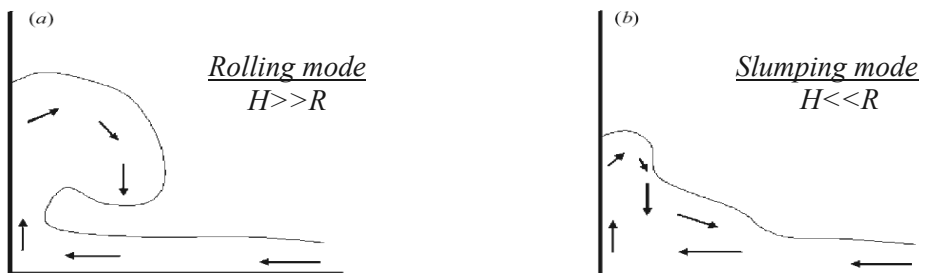 (a)
Rolling mode
H>>R
(b)
Slumping mode
H<<R